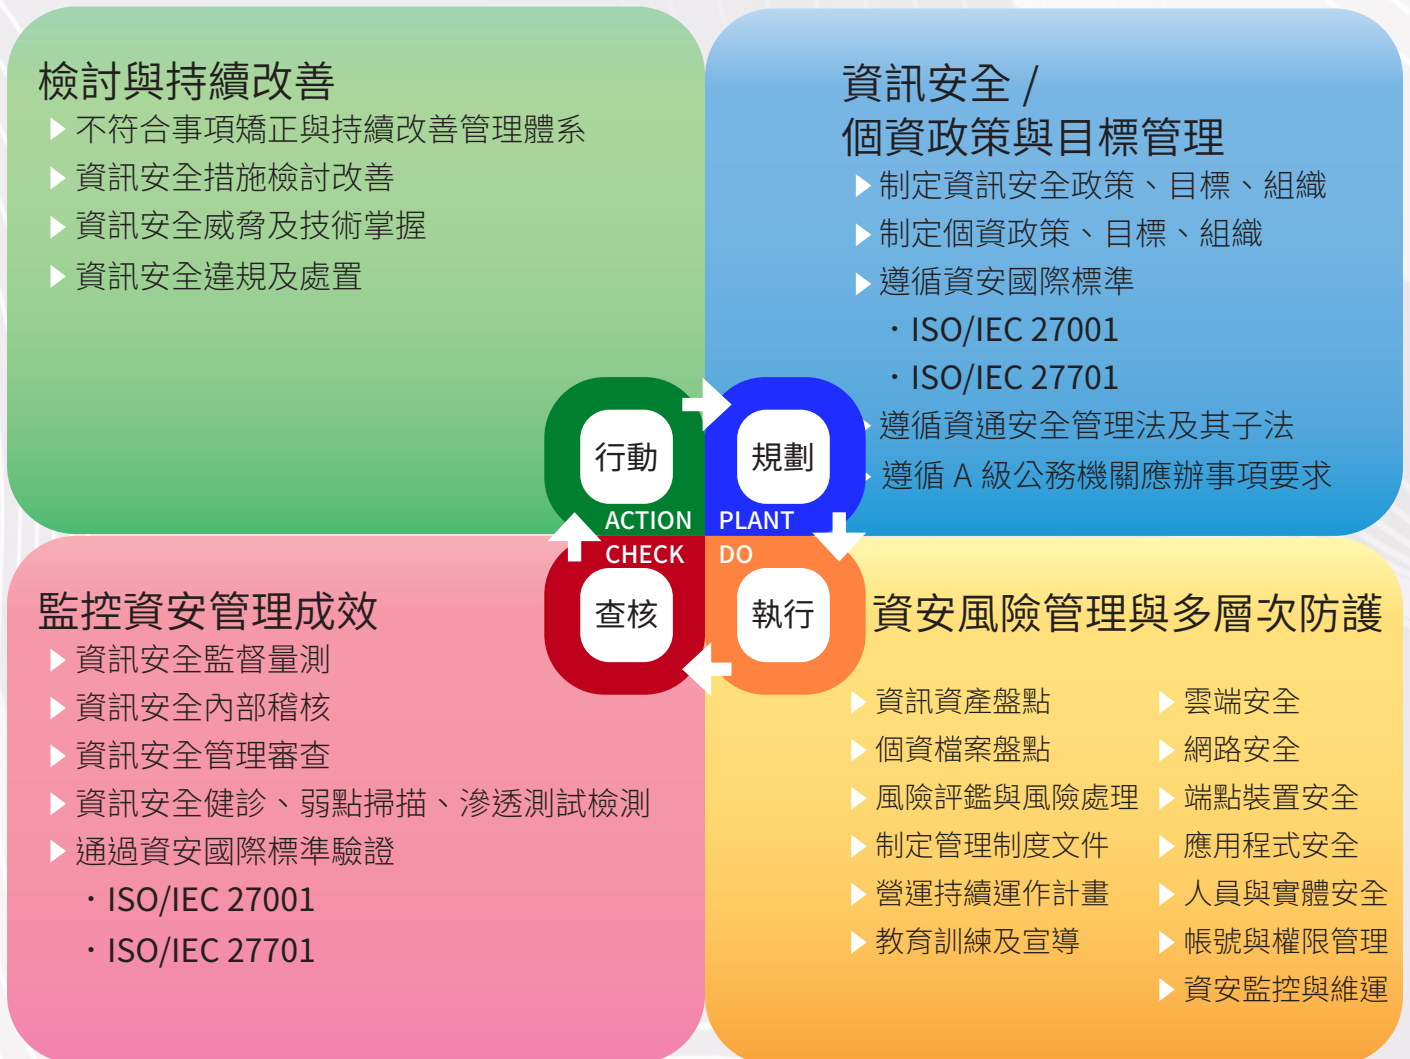 檢討與持續改善
不符合事項矯正與持續改善管理體系
資訊安全措施檢討改善
資訊安全威脅及技術掌握
資訊安全違規及處置
資訊安全 /
個資政策與目標管理
制定資訊安全政策、目標、組織
制定個資政策、目標、組織
遵循資安國際標準
・ISO/IEC 27001
・ISO/IEC 27701
遵循資通安全管理法及其子法
遵循 A 級公務機關應辦事項要求
行動
ACTION
規劃
PLANT
CHECK
查核
DO
執行
監控資安管理成效
資訊安全監督量測
資訊安全內部稽核
資訊安全管理審查
資訊安全健診、弱點掃描、滲透測試檢測
通過資安國際標準驗證
・ISO/IEC 27001
・ISO/IEC 27701
資安風險管理與多層次防護
資訊資產盤點
個資檔案盤點
風險評鑑與風險處理
制定管理制度文件
營運持續運作計畫
教育訓練及宣導
雲端安全
網路安全
端點裝置安全
應用程式安全
人員與實體安全
帳號與權限管理
資安監控與維運